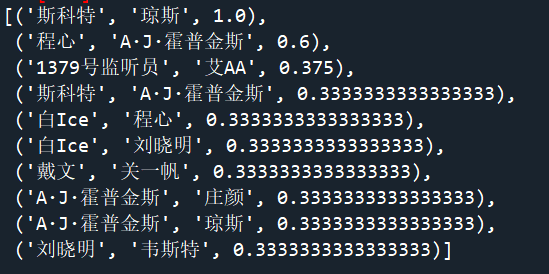 [('斯科特', '琼斯', 1.0),
('程心', 'A·J·霍普金斯', 0.6),
('1379号监听员', '艾AA', 0.375),
('斯科特', 'A·J·霍普金斯', 0.3333333333333333),
('白Ice', '程心', 0.3333333333333333),
('白Ice', '刘晓明', 0.3333333333333333),
('戴文', '关一帆', 0.3333333333333333),
('A·J·霍普金斯', '庄颜', 0.3333333333333333),
('A·J·霍普金斯', '琼斯', 0.3333333333333333),
('刘晓明', '韦斯特', 0.3333333333333333)]